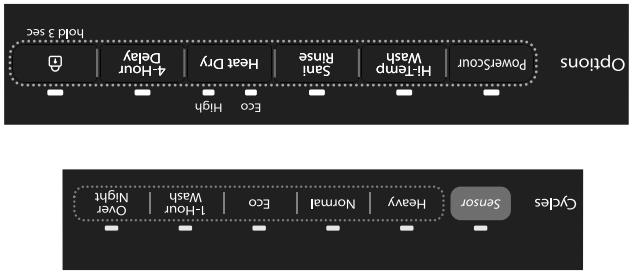 Cycles
Sensor
Heavy
Normal
Eco
1-Hour
Wash
Over
Night
Options
PowerScour
Hi-Temp
Wash
Sani
Rinse
Heat Dry
4-Hour
Delay
Eco
High
hold 3 sec